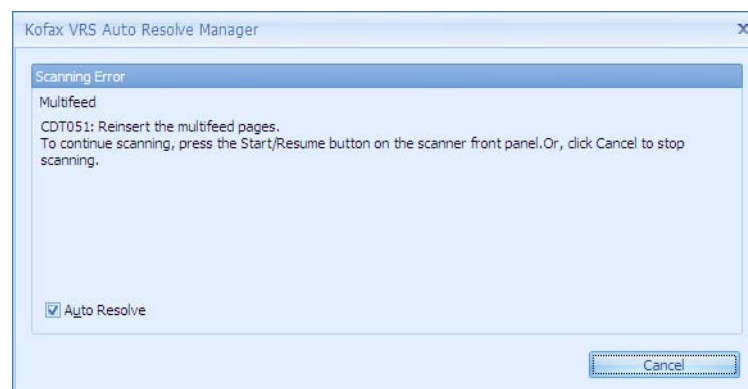 Kofax VRS Auto Resolve Manager
Scanning Error
Multifeed
CDT051: Reinsert the multifeed pages.
To continue scanning, press the Start/Resume button on the scanner front panel.Or, click Cancel to stop
scanning.
Auto Resolve
Cancel